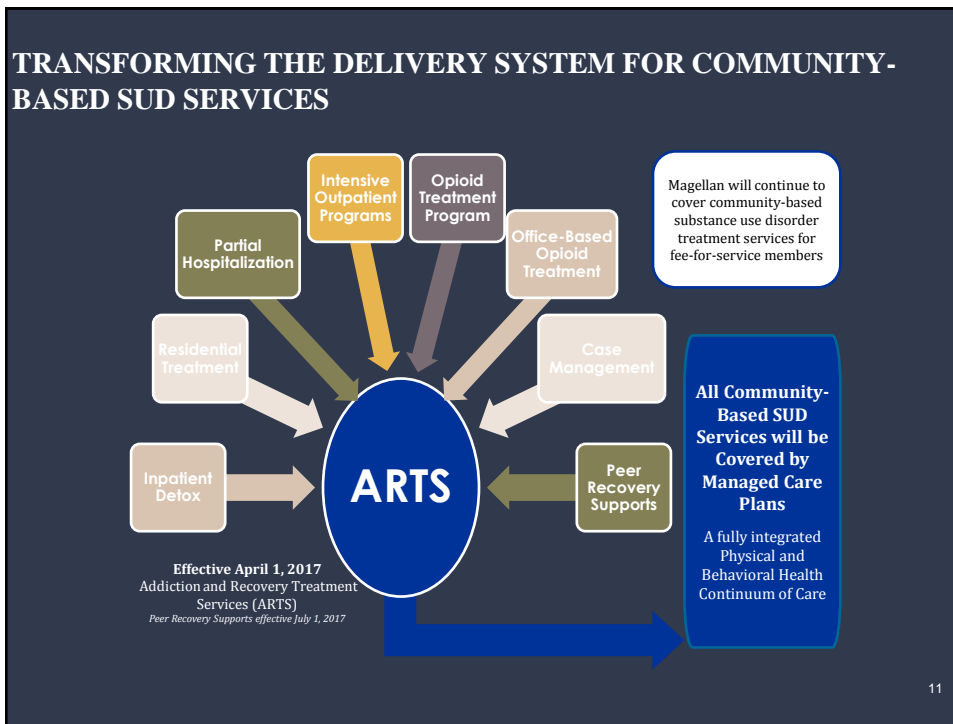 TRANSFORMING THE DELIVERY SYSTEM FOR COMMUNITY-
BASED SUD SERVICES
Intensive
Outpatient
Programs
Opioid
Treatment
Program
Partial
Hospitalization
Office-Based
Opioid
Treatment
Residential
Treatment
Case
Management
Inpatient
Detox
ARTS
Peer
Recovery
Supports
Effective April 1, 2017
Addiction and Recovery Treatment
Services (ARTS)
Peer Recovery Supports effective July 1, 2017
Magellan will continue to
cover community-based
substance use disorder
treatment services for
fee-for-service members
All Community-
Based SUD
Services will be
Covered by
Managed Care
Plans
A fully integrated
Physical and
Behavioral Health
Continuum of Care
11